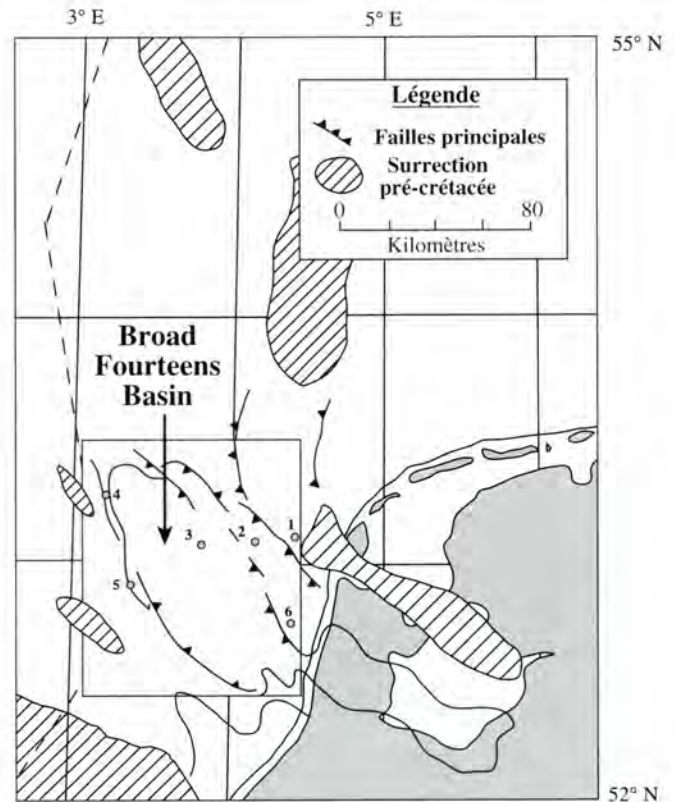 3° E
5° E
55° N
Légende
Failles principales
Surrection
pré-crétacée
0
80
Kilomètres
Broad
Fourteens
Basin
4
3
2
1
5
6
52° N